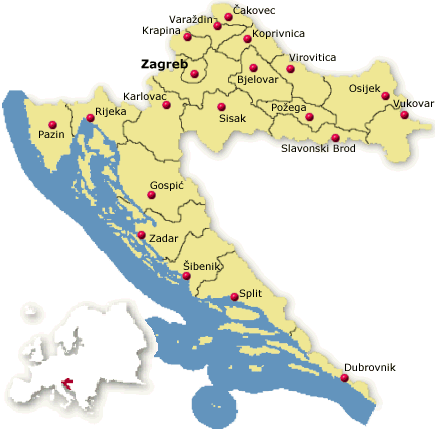 Čakovec
Varaždin
Krapina
Koprivnica
Zagreb
Virovitica
Bjelovar
Osijek
Karlovac
Vukovar
Požega
Rijeka
Sisak
Pazin
Slavonski Brod
Gospić
Zadar
Šibenik
Split
Dubrovnik